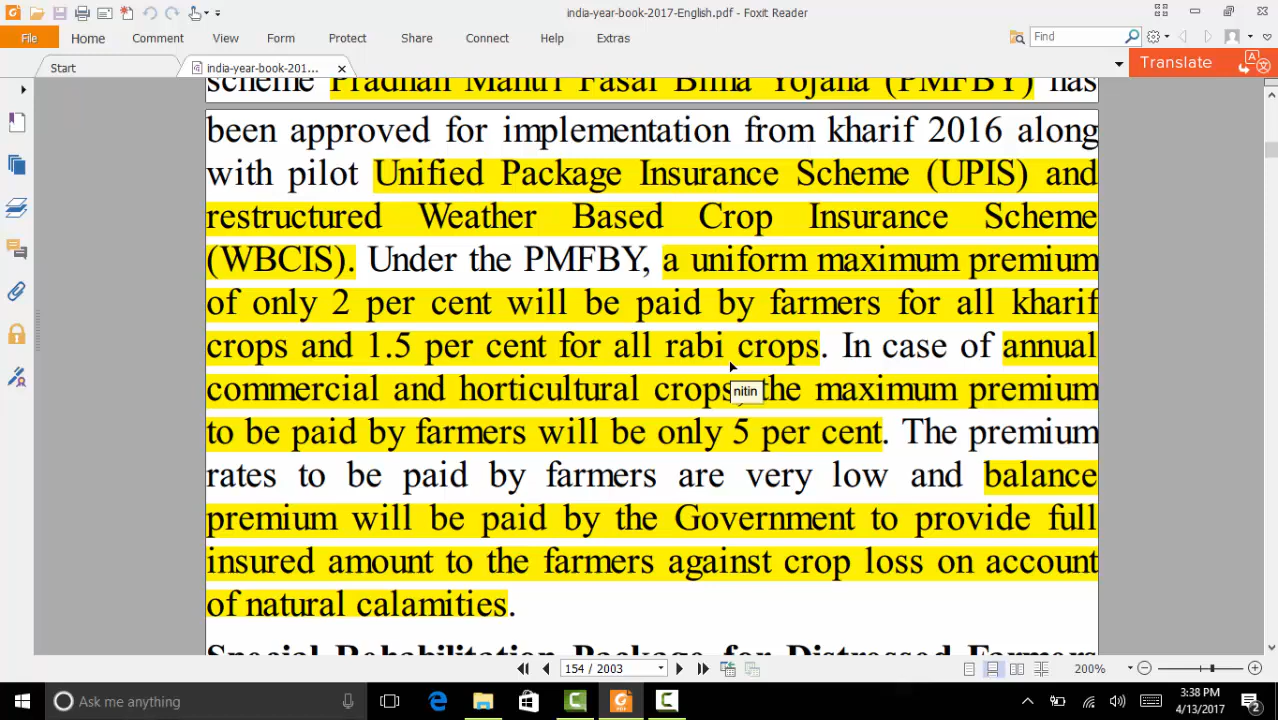 india-year-book-2017-English.pdf - Foxit Reader
File Home Comment View Form Protect Share Connect Help Extras Find
Start india-year-book-201... Translate
scheme Pradhan Mantri Fasal Bima Yojana (PMFBY) has
been approved for implementation from kharif 2016 along
with pilot Unified Package Insurance Scheme (UPIS) and
restructured Weather Based Crop Insurance Scheme
(WBCIS). Under the PMFBY, a uniform maximum premium
of only 2 per cent will be paid by farmers for all kharif
crops and 1.5 per cent for all rabi crops. In case of annual
commercial and horticultural crops, the maximum premium
nitin
to be paid by farmers will be only 5 per cent. The premium
rates to be paid by farmers are very low and balance
premium will be paid by the Government to provide full
insured amount to the farmers against crop loss on account
of natural calamities.
Special Rehabilitation Package for Distressed Farmers
154 / 2003 200%
Ask me anything 3:38 PM
4/13/2017 2